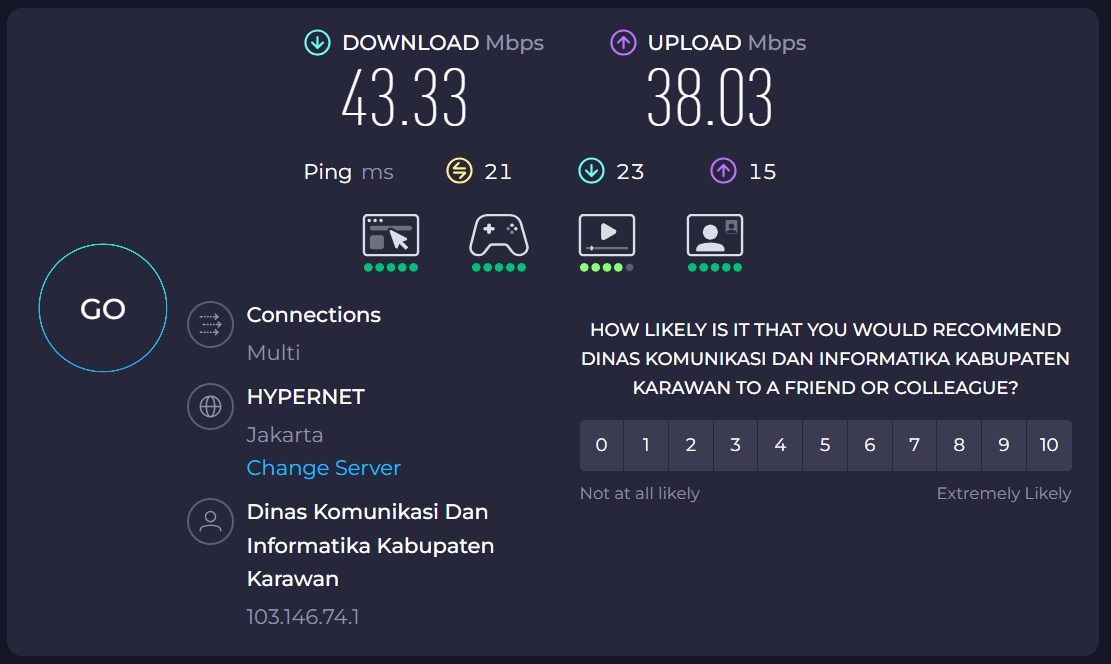 DOWNLOAD Mbps
43.33
UPLOAD Mbps
38.03
Ping ms 21 23 15
GO
Connections
Multi
HYPERNET
Jakarta
Change Server
Dinas Komunikasi Dan
Informatika Kabupaten
Karawan
103.146.74.1
HOW LIKELY IS IT THAT YOU WOULD RECOMMEND
DINAS KOMUNIKASI DAN INFORMATIKA KABUPATEN
KARAWAN TO A FRIEND OR COLLEAGUE?
0 1 2 3 4 5 6 7 8 9 10
Not at all likely Extremely Likely